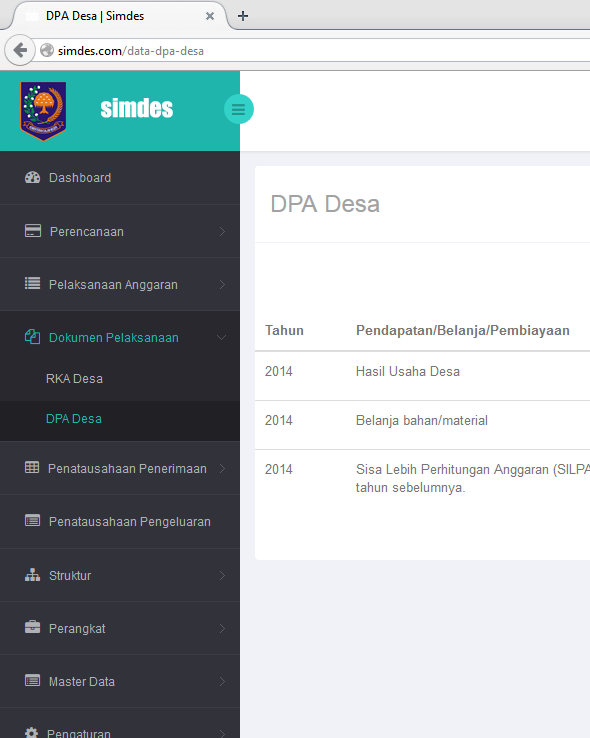 DPA Desa | Simdes
simdes.com/data-dpa-desa
simdes
Dashboard
Perencanaan
Pelaksanaan Anggaran
Dokumen Pelaksanaan
RKA Desa
DPA Desa
Penatausahaan Penerimaan
Penatausahaan Pengeluaran
Struktur
Perangkat
Master Data
Pengaturan
DPA Desa
Tahun Pendapatan/Belanja/Pembiayaan
2014 Hasil Usaha Desa
2014 Belanja bahan/material
2014 Sisa Lebih Perhitungan Anggaran (SILPA
tahun sebelumnya.